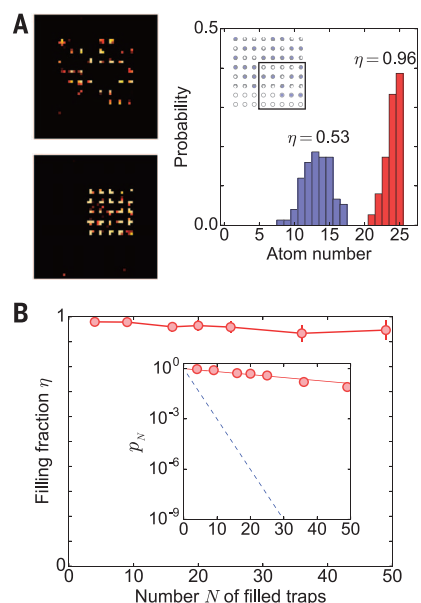 A
0.5
Probability
0.0
η = 0.53
η = 0.96
0 5 10 15 20 25
Atom number
B
1
Filling fraction η
0
0 10 20 30 40 50
Number N of filled traps
10⁰
10⁻³
10⁻⁶
10⁻⁹
p_N
0 10 20 30 40 50